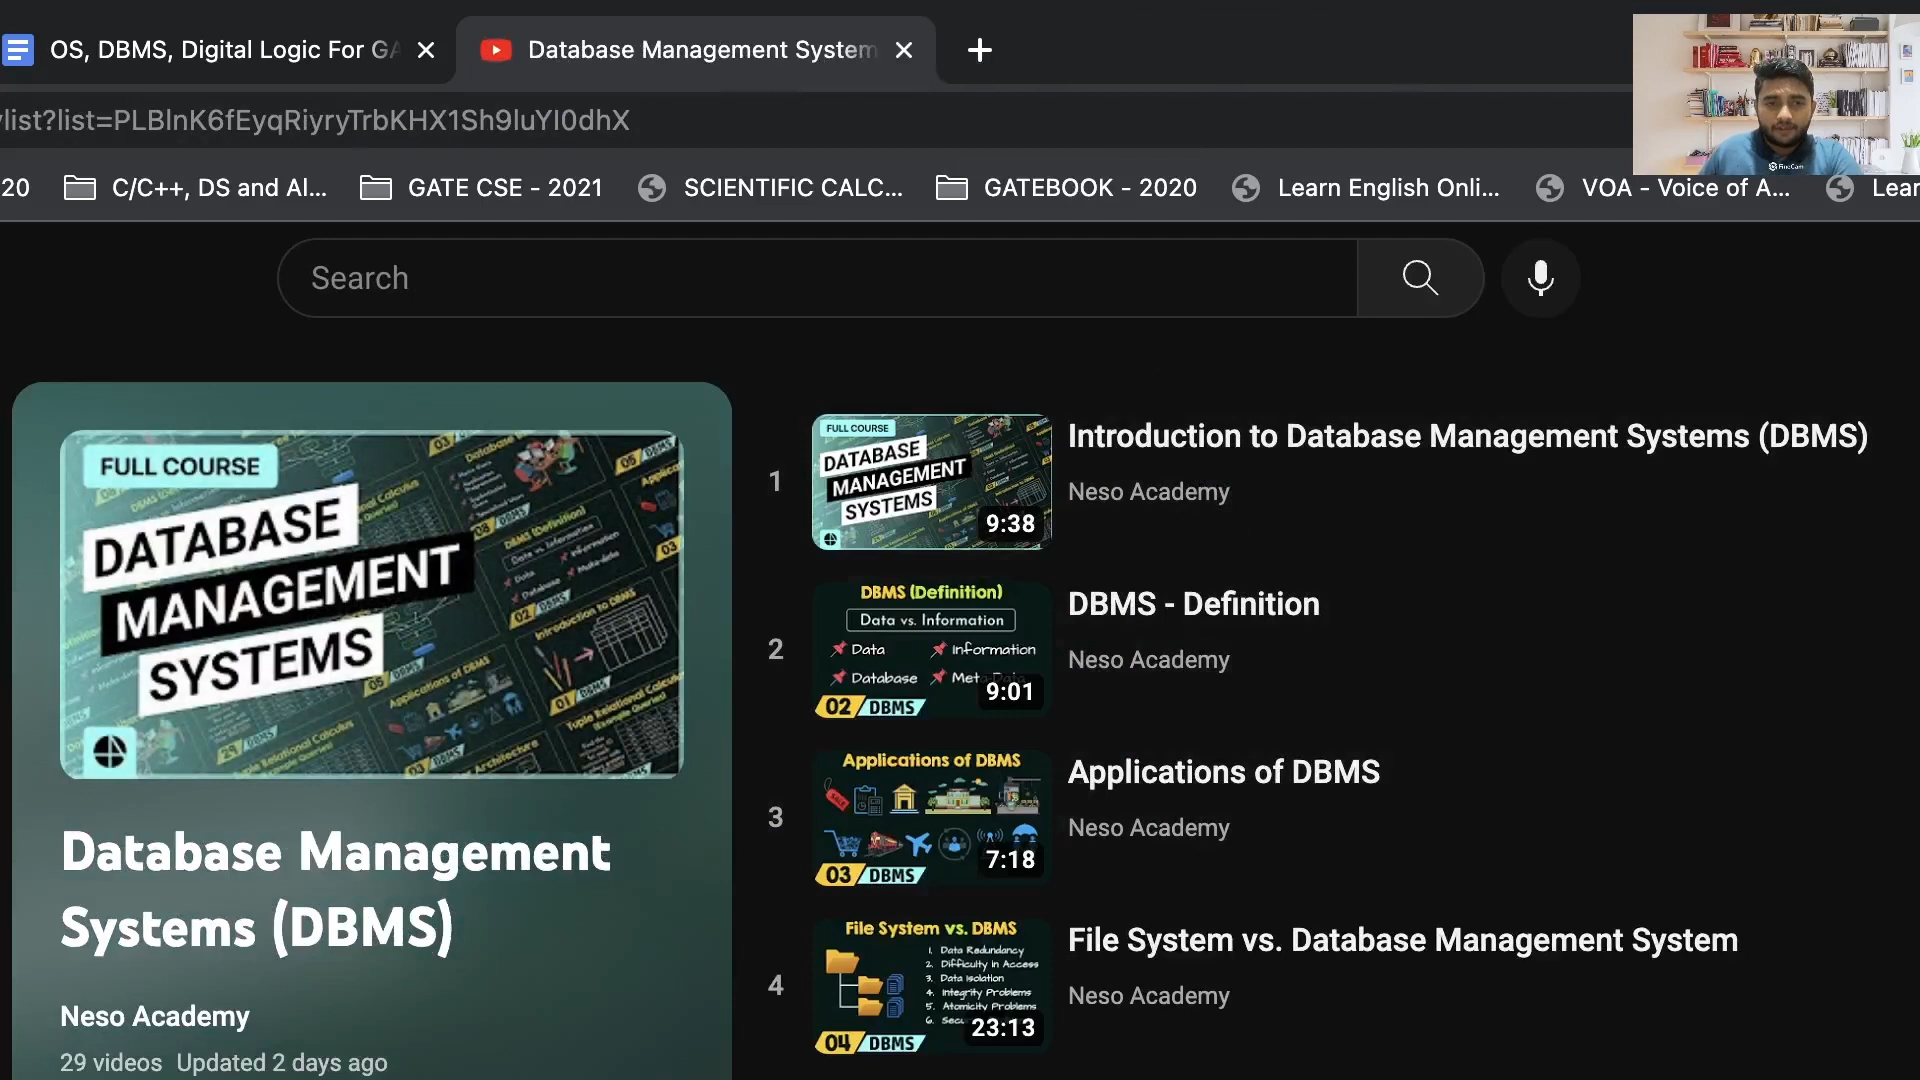 OS, DBMS, Digital Logic For GA
Database Management System
list?list=PLBlnK6fEyqRiyryTrbKHX1Sh9luYI0dhX
20
C/C++, DS and Al...
GATE CSE - 2021
SCIENTIFIC CALC...
GATEBOOK - 2020
Learn English Onli...
VOA - Voice of A...
Lear
FineCam
Search
FULL COURSE
DATABASE
MANAGEMENT
SYSTEMS
Database Management
Systems (DBMS)
Neso Academy
29 videos Updated 2 days ago
1
FULL COURSE
DATABASE
MANAGEMENT
SYSTEMS
9:38
Introduction to Database Management Systems (DBMS)
Neso Academy
2
DBMS (Definition)
Data vs. Information
Data
Information
Database
Meta-Data
9:01
02 DBMS
DBMS - Definition
Neso Academy
3
Applications of DBMS
7:18
03 DBMS
Applications of DBMS
Neso Academy
4
File System vs. DBMS
1. Data Redundancy
2. Difficulty in Access
3. Data Isolation
4. Integrity Problems
5. Atomicity Problems
6. Secu
23:13
04 DBMS
File System vs. Database Management System
Neso Academy